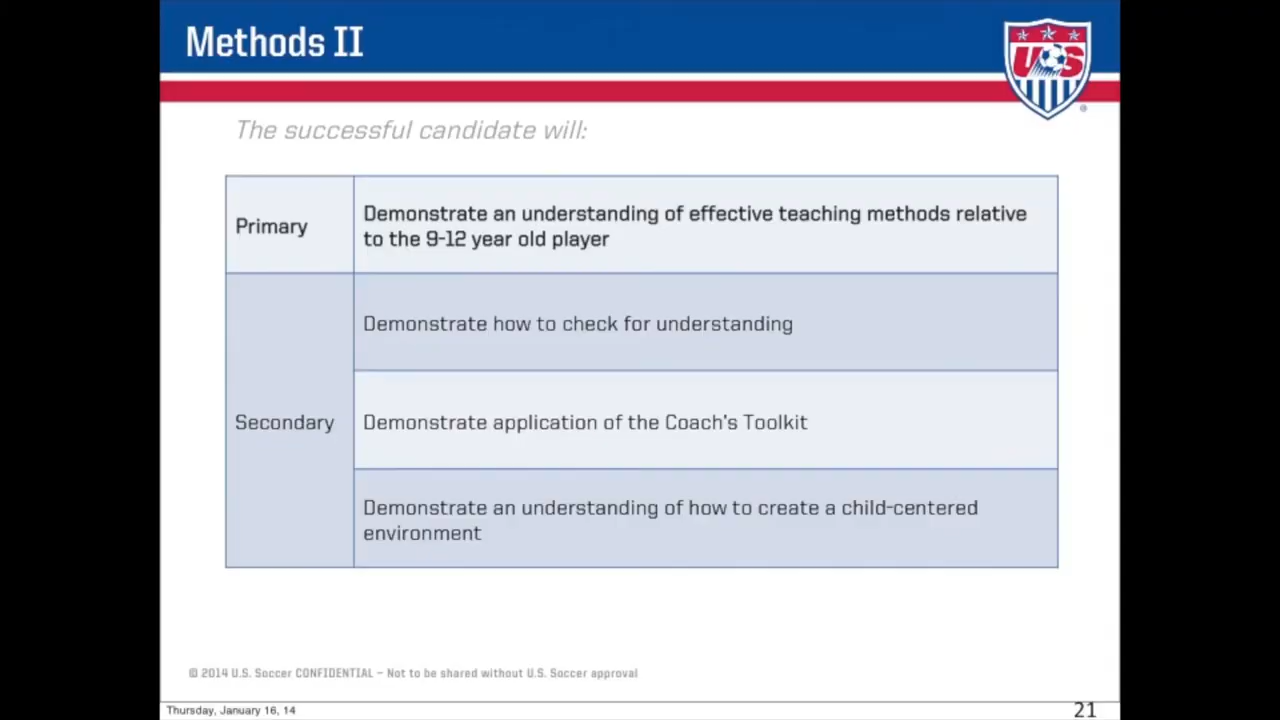 Methods II
US
®
The successful candidate will:
Primary
Demonstrate an understanding of effective teaching methods relative
to the 9-12 year old player
Secondary
Demonstrate how to check for understanding
Demonstrate application of the Coach's Toolkit
Demonstrate an understanding of how to create a child-centered
environment
© 2014 U.S. Soccer CONFIDENTIAL – Not to be shared without U.S. Soccer approval
Thursday, January 16, 14
21